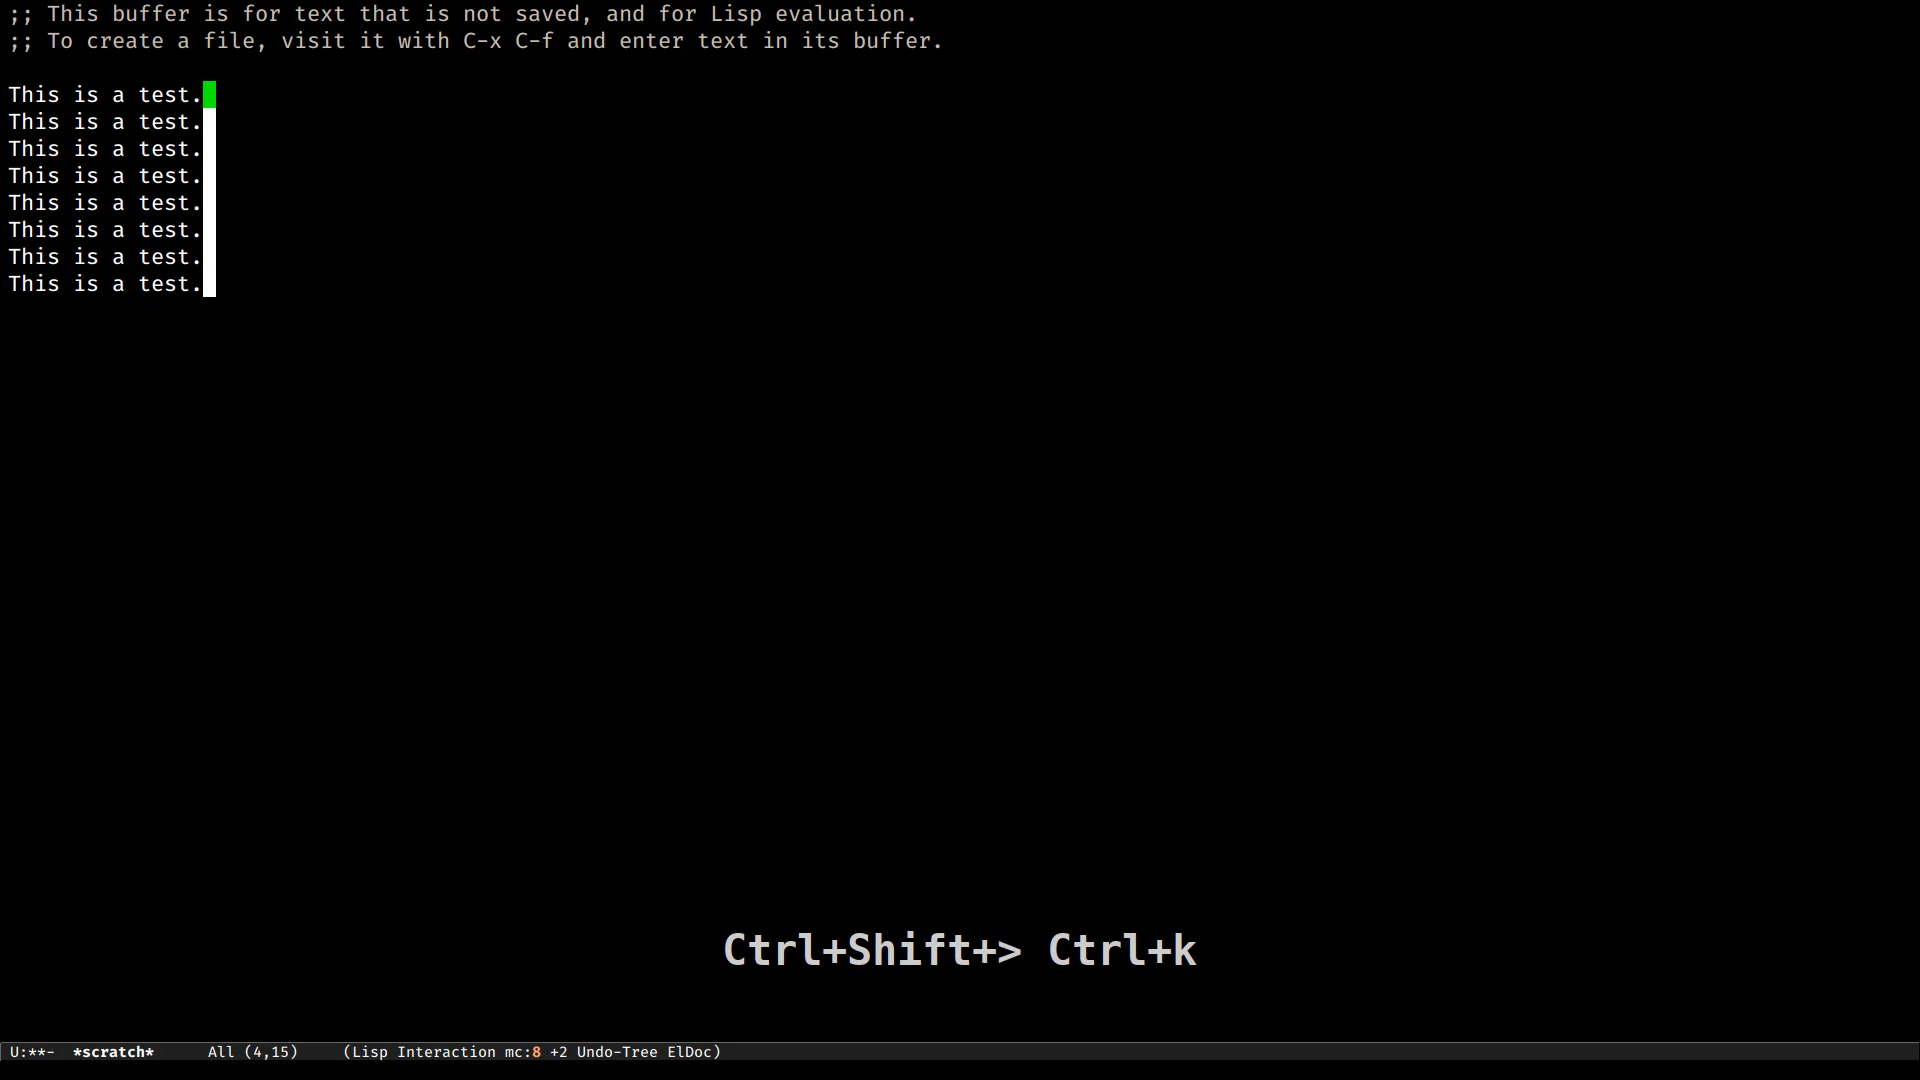 ;; This buffer is for text that is not saved, and for Lisp evaluation.
;; To create a file, visit it with C-x C-f and enter text in its buffer.
This is a test.
This is a test.
This is a test.
This is a test.
This is a test.
This is a test.
This is a test.
This is a test.
Ctrl+Shift+> Ctrl+k
U:**-  *scratch*      All (4,15)     (Lisp Interaction mc:8 +2 Undo-Tree ElDoc)